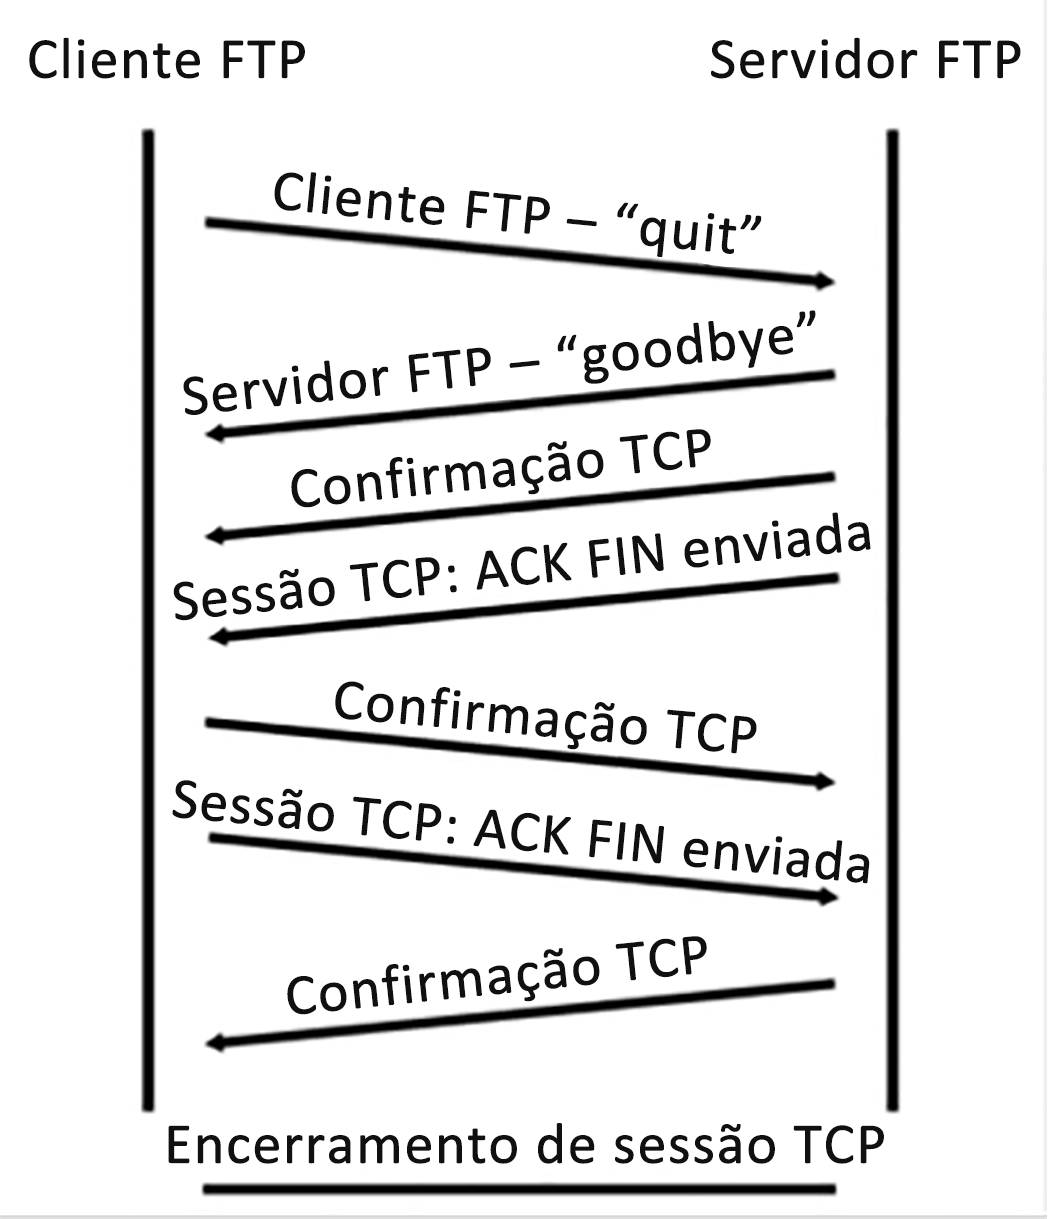 Cliente FTP
Servidor FTP
Cliente FTP – “quit”
Servidor FTP – “goodbye”
Confirmação TCP
Sessão TCP: ACK FIN enviada
Confirmação TCP
Sessão TCP: ACK FIN enviada
Confirmação TCP
Encerramento de sessão TCP